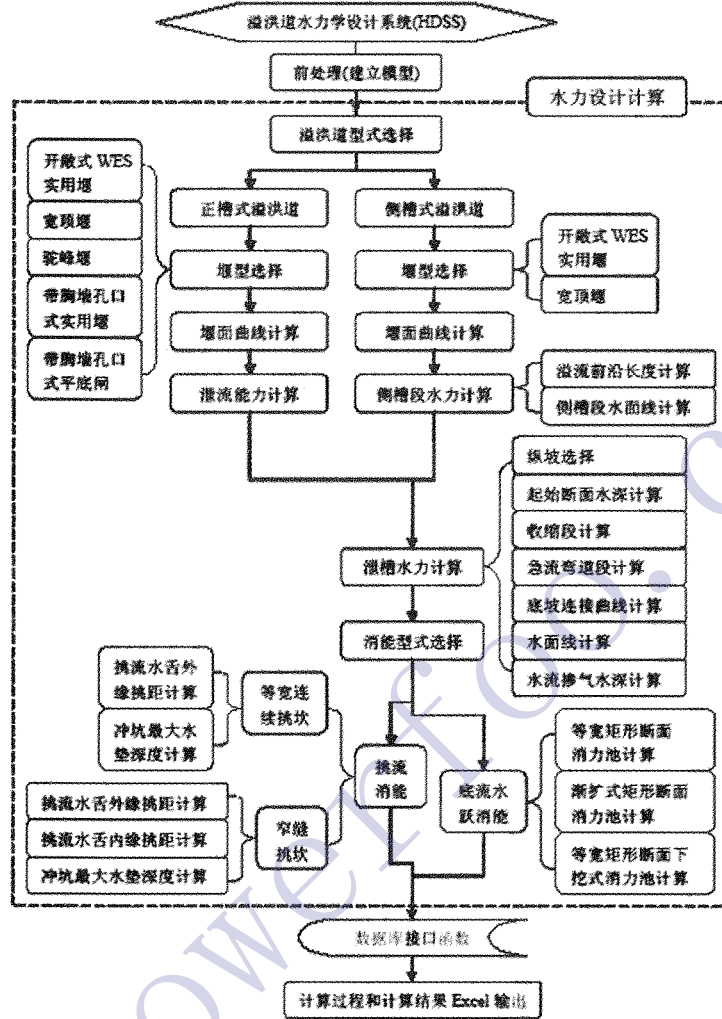 溢洪道水力学设计系统(HDSS)
前处理(建立模型)
水力设计计算
溢洪道型式选择
开敞式 WES
实用堰
宽顶堰
驼峰堰
带胸墙孔口
式实用堰
带胸墙孔口
式平底闸
正槽式溢洪道
堰型选择
堰面曲线计算
泄流能力计算
侧槽式溢洪道
堰型选择
堰面曲线计算
侧槽段水力计算
开敞式 WES
实用堰
宽顶堰
溢流前沿长度计算
侧槽段水面线计算
泄槽水力计算
纵坡选择
起始断面水深计算
收缩段计算
急流弯道段计算
底坡连接曲线计算
水面线计算
水流掺气水深计算
消能型式选择
挑流水舌外
缘挑距计算
冲坑最大水
垫深度计算
等宽连
续挑坎
挑流水舌外缘挑距计算
挑流水舌内缘挑距计算
冲坑最大水垫深度计算
窄缝
挑坎
挑流
消能
底流水
跃消能
等宽矩形断面
消力池计算
渐扩式矩形断面
消力池计算
等宽矩形断面下
挖式消力池计算
数据库接口函数
计算过程和计算结果 Excel 输出
owerfoo.c